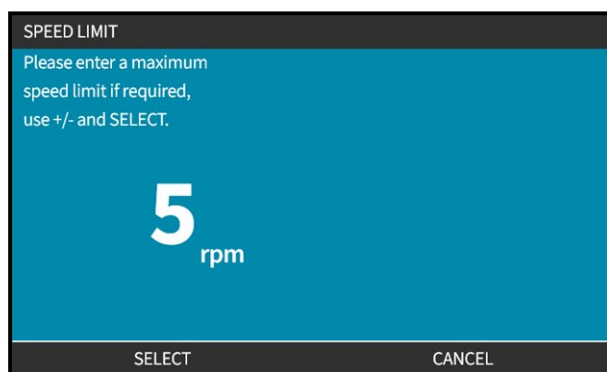 SPEED LIMIT
Please enter a maximum
speed limit if required,
use +/- and SELECT.
5 rpm
SELECT CANCEL